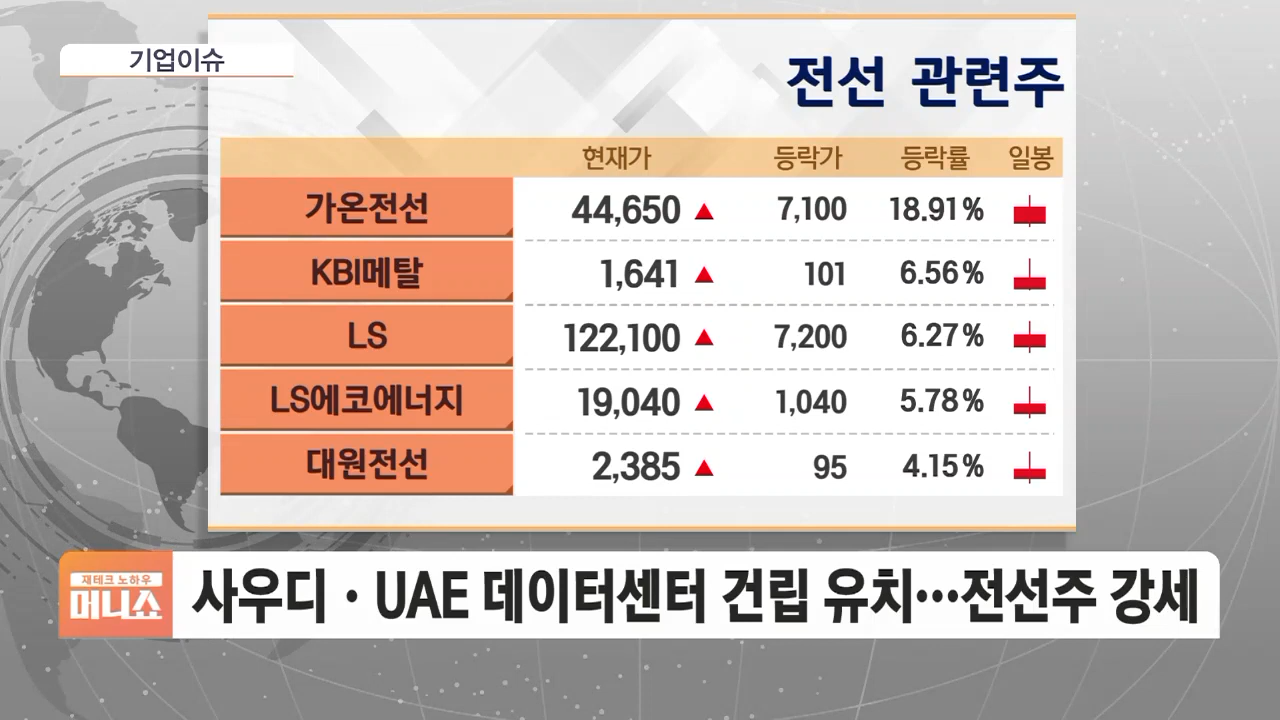 기업이슈
전선 관련주
현재가 등락가 등락률 일봉
가온전선 44,650 ▲ 7,100 18.91%
KBI메탈 1,641 ▲ 101 6.56%
LS 122,100 ▲ 7,200 6.27%
LS에코에너지 19,040 ▲ 1,040 5.78%
대원전선 2,385 ▲ 95 4.15%
재테크 노하우
머니쇼
사우디·UAE 데이터센터 건립 유치…전선주 강세